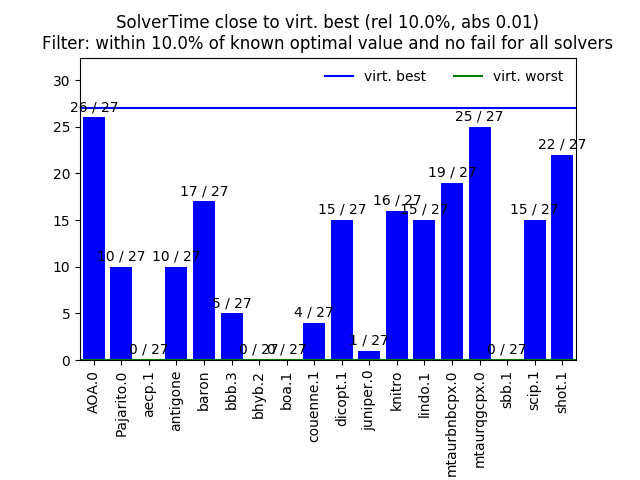 SolverTime close to virt. best (rel 10.0%, abs 0.01)
Filter: within 10.0% of known optimal value and no fail for all solvers
virt. best
virt. worst
30
25
20
15
10
5
0
26 / 27
10 / 27
0 / 27
10 / 27
17 / 27
5 / 27
0 / 27
0 / 27
4 / 27
15 / 27
1 / 27
16 / 27
15 / 27
19 / 27
25 / 27
0 / 27
15 / 27
22 / 27
AOA.0
Pajarito.0
aecp.1
antigone
baron
bbb.3
bhyb.2
boa.1
couenne.1
dicopt.1
juniper.0
knitro
lindo.1
mtaurbnbcpx.0
mtaurqgcpx.0
sbb.1
scip.1
shot.1